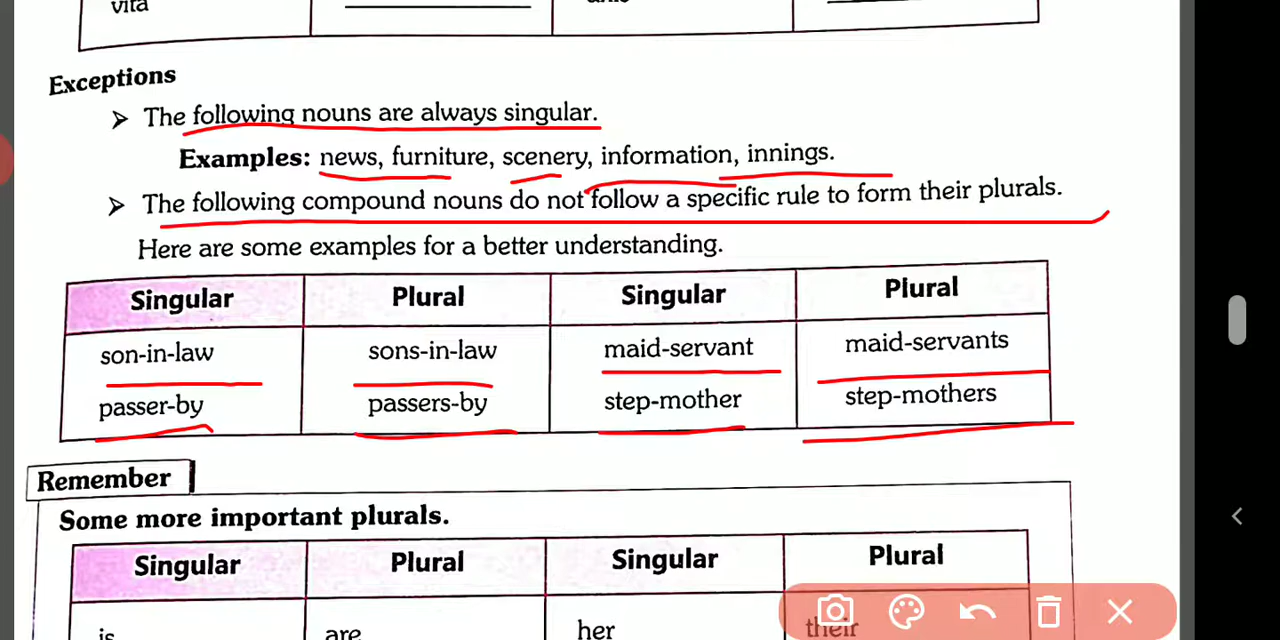 vita
Exceptions
➤ The following nouns are always singular.
Examples: news, furniture, scenery, information, innings.
➤ The following compound nouns do not follow a specific rule to form their plurals.
Here are some examples for a better understanding.
Singular Plural Singular Plural
son-in-law sons-in-law maid-servant maid-servants
passer-by passers-by step-mother step-mothers
Remember
Some more important plurals.
Singular Plural Singular Plural
is are her their